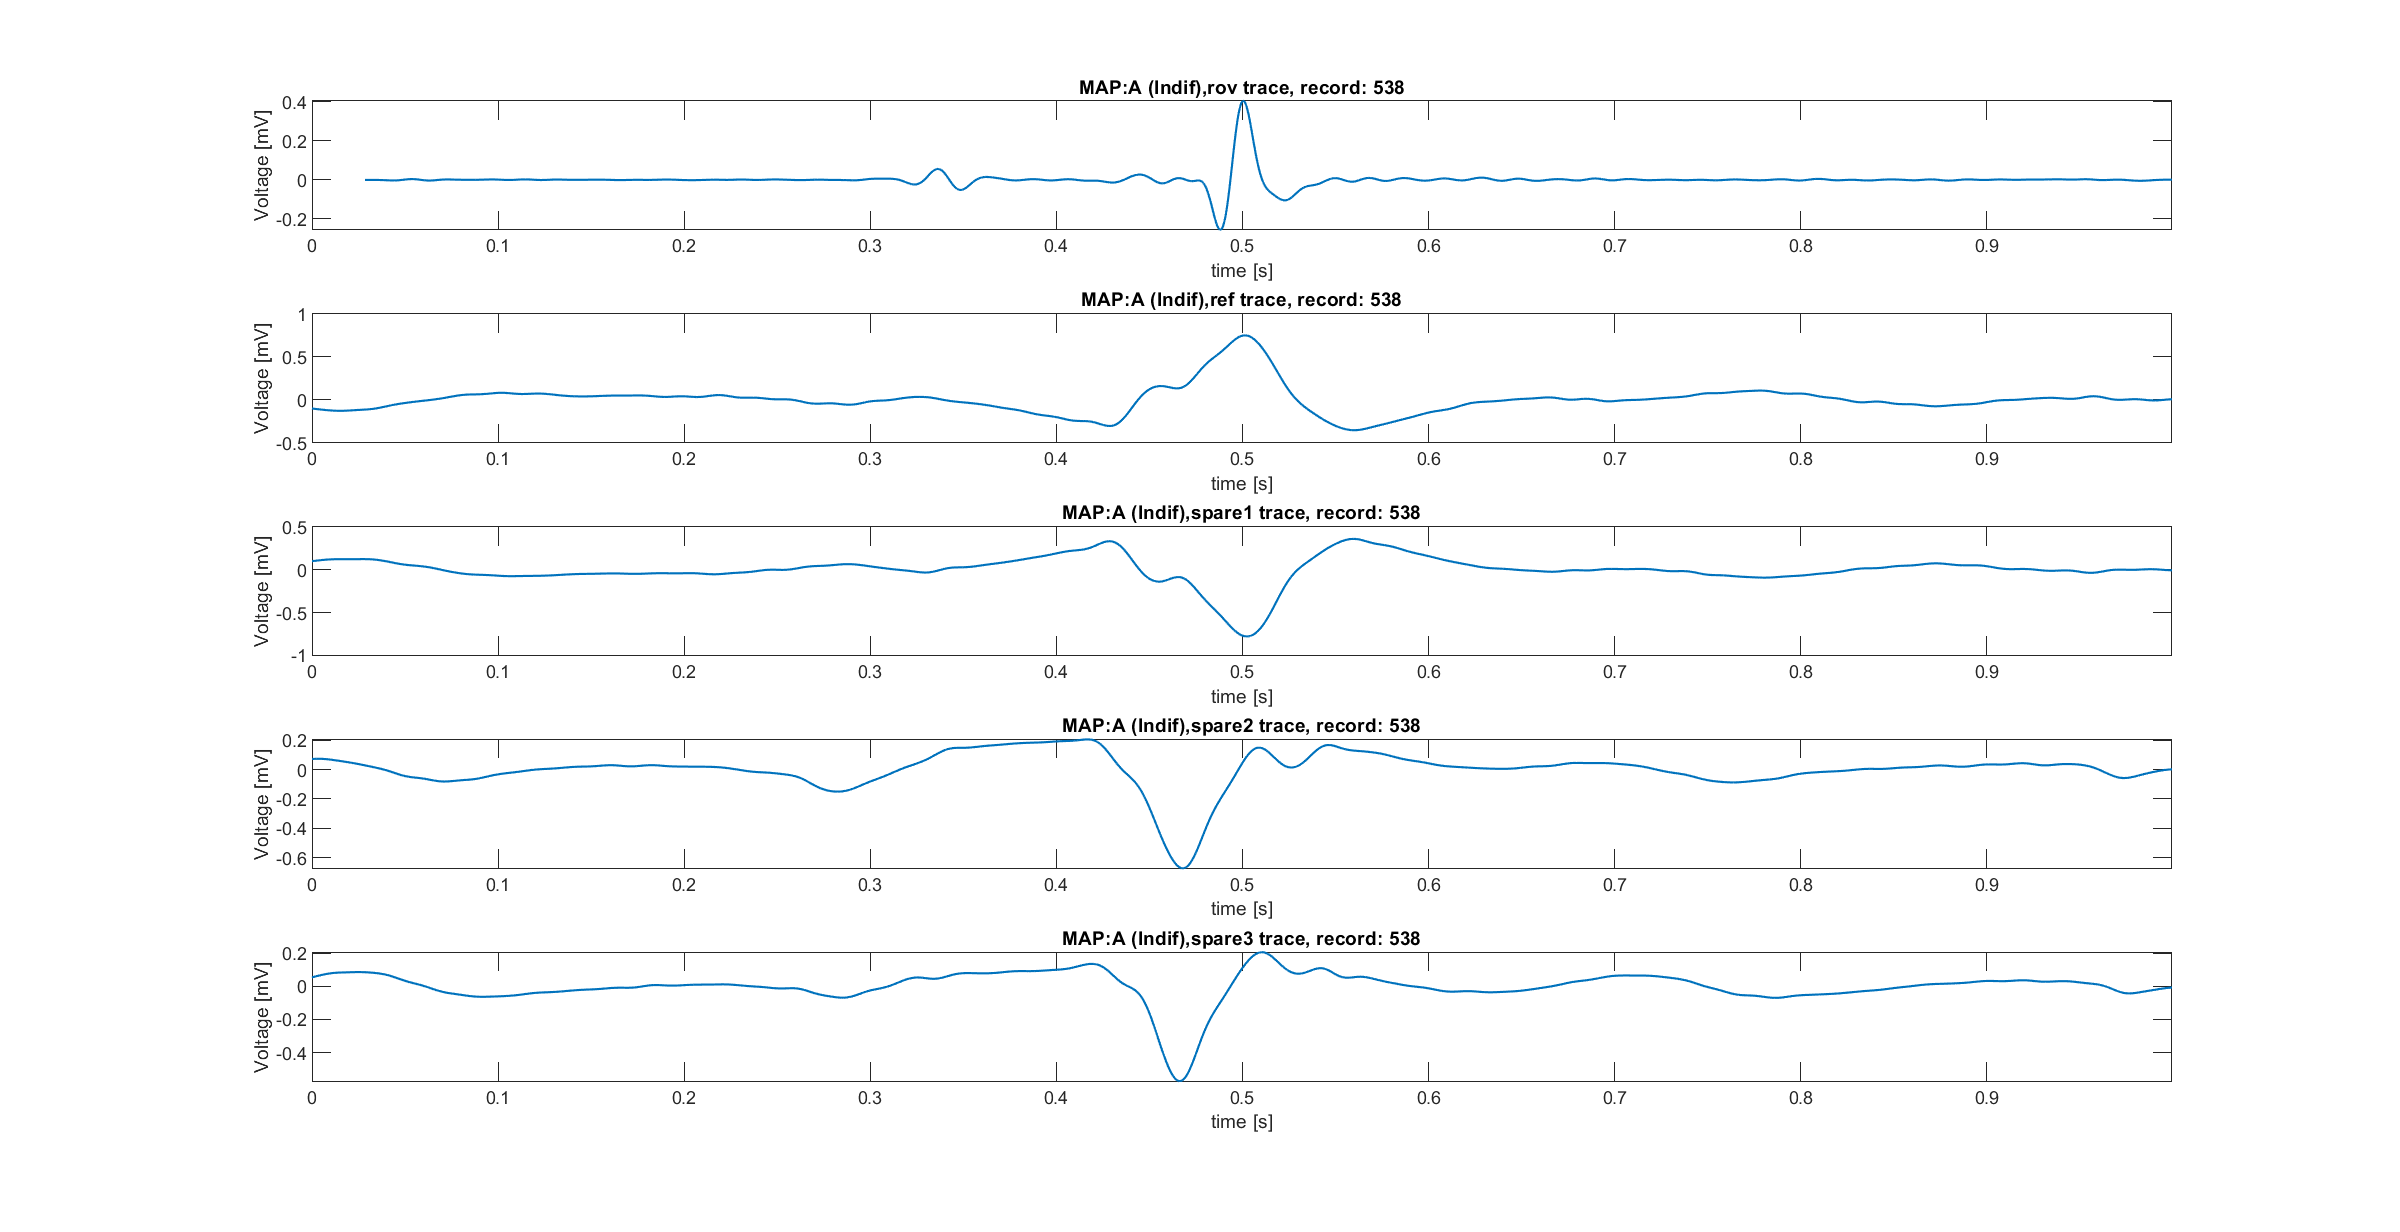 MAP:A (Indif),rov trace, record: 538
Voltage [mV]
0.4
0.2
0
-0.2
0 0.1 0.2 0.3 0.4 0.5 0.6 0.7 0.8 0.9
time [s]
MAP:A (Indif),ref trace, record: 538
Voltage [mV]
1
0.5
0
-0.5
0 0.1 0.2 0.3 0.4 0.5 0.6 0.7 0.8 0.9
time [s]
MAP:A (Indif),spare1 trace, record: 538
Voltage [mV]
0.5
0
-0.5
-1
0 0.1 0.2 0.3 0.4 0.5 0.6 0.7 0.8 0.9
time [s]
MAP:A (Indif),spare2 trace, record: 538
Voltage [mV]
0.2
0
-0.2
-0.4
-0.6
0 0.1 0.2 0.3 0.4 0.5 0.6 0.7 0.8 0.9
time [s]
MAP:A (Indif),spare3 trace, record: 538
Voltage [mV]
0.2
0
-0.2
-0.4
0 0.1 0.2 0.3 0.4 0.5 0.6 0.7 0.8 0.9
time [s]